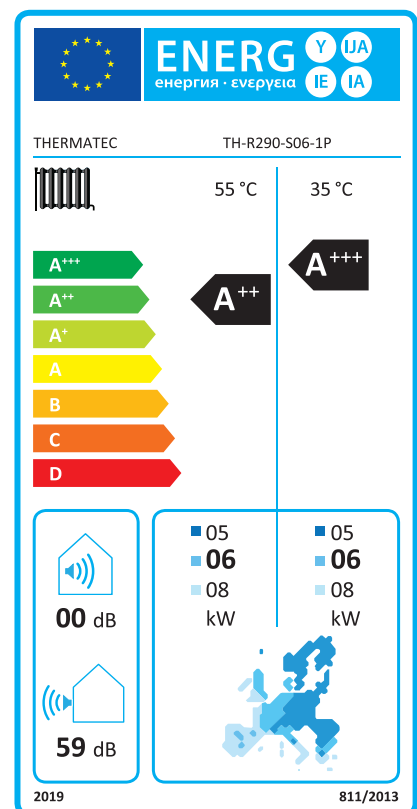 ENERG Y IJA
енергия · ενεργεια IE IA
THERMATEC TH-R290-S06-1P
55 °C 35 °C
A+++
A++
A+
A
B
C
D
A++
A+++
00 dB
59 dB
05
06
08
kW
05
06
08
kW
2019 811/2013